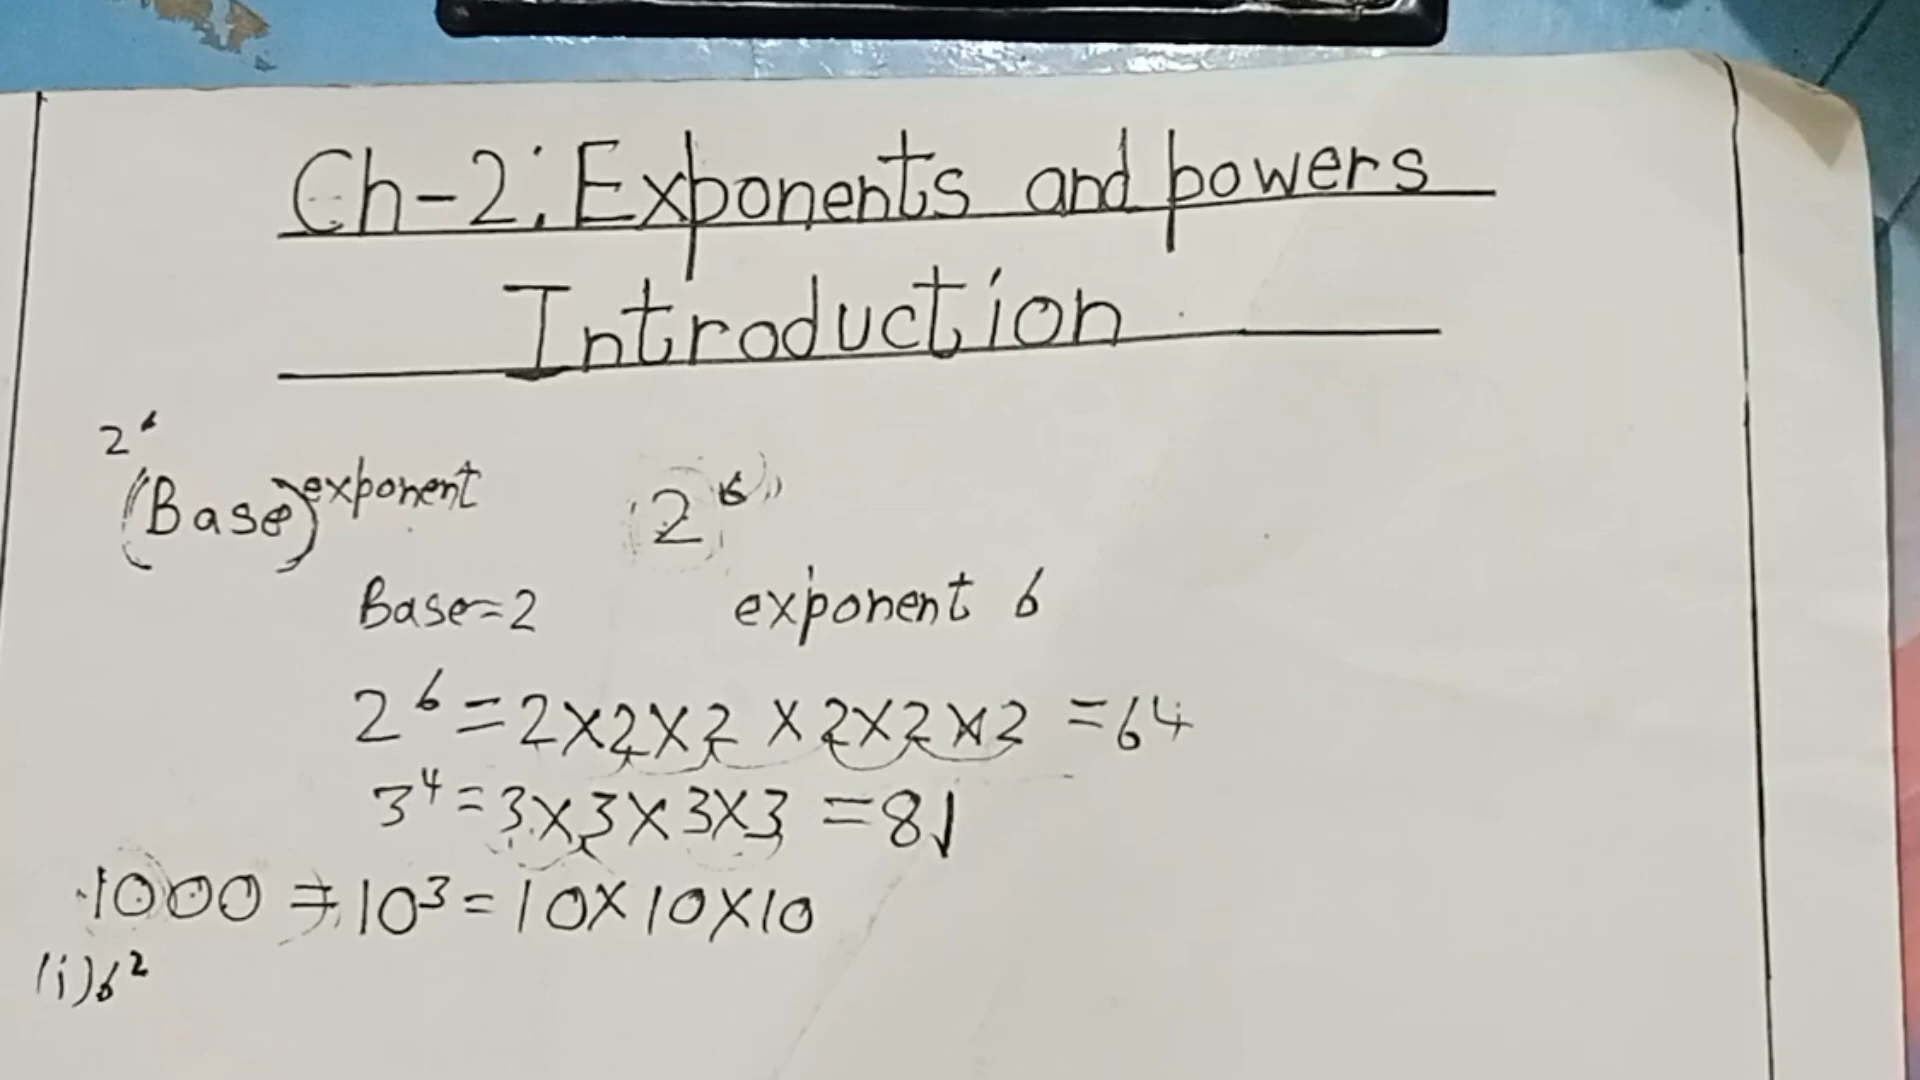 Ch-2: Exponents and powers
Introduction
2⁶
(Base)exponent 2⁶
Base=2 exponent 6
2⁶=2×2×2×2×2×2=64
3⁴=3×3×3×3=81
1000=10³=10×10×10
(i)6²